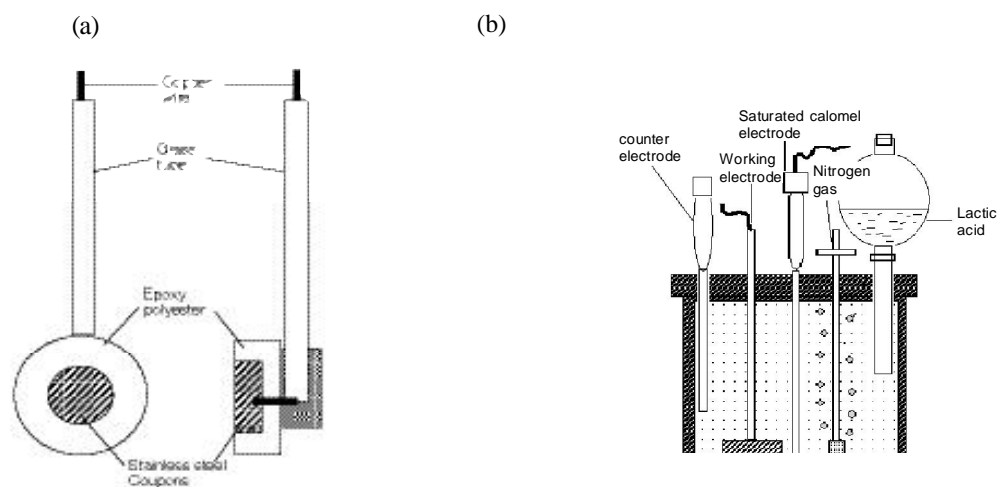 (a)
(b)
Copper
wire
Glass
tube
Epoxy
polyester
Stainless steel
Coupons
Saturated calomel
electrode
counter
electrode
Working
electrode
Nitrogen
gas
Lactic
acid